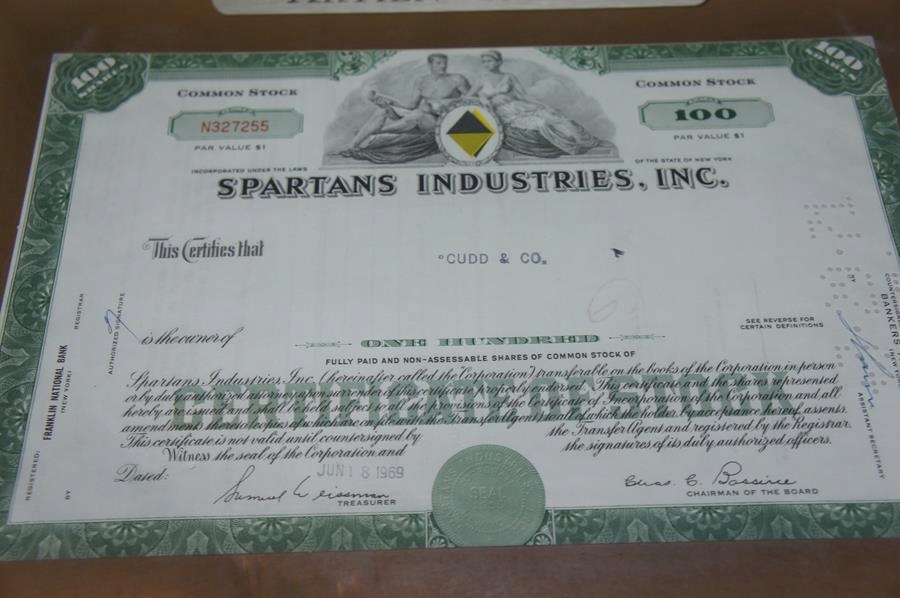 100
100
COMMON STOCK
COMMON STOCK
N327255
100
SHARES
PAR VALUE $1
PAR VALUE $1
INCORPORATED UNDER THE LAWS
OF THE STATE OF NEW YORK
SPARTANS INDUSTRIES, INC.
This Certifies that
CUDD & CO.
is the owner of
ONE HUNDRED
SEE REVERSE FOR
CERTAIN DEFINITIONS
FULLY PAID AND NON-ASSESSABLE SHARES OF COMMON STOCK OF
Spartans Industries, Inc. (hereinafter called the "Corporation") transferable on the books of the Corporation in person
or by duly authorized attorney upon surrender of this certificate properly endorsed. This certificate and the shares represented
hereby are issued and shall be held subject to all the provisions of the Certificate of Incorporation of the Corporation and all
amendments thereto (copies of which are on file with the Transfer Agent) to all of which the holder, by acceptance hereof, assents.
This certificate is not valid until countersigned by the Transfer Agent and registered by the Registrar.
Witness the seal of the Corporation and the signatures of its duly authorized officers.
Dated:
JUN 18 1969
Samuel Weissman
TREASURER
SEAL
Chas. C. Bassine
CHAIRMAN OF THE BOARD
REGISTERED:
FRANKLIN NATIONAL BANK
(NEW YORK)
REGISTRAR
BY
AUTHORIZED SIGNATURE
COUNTERSIGNED
BANKERS
ASSISTANT SECRETARY